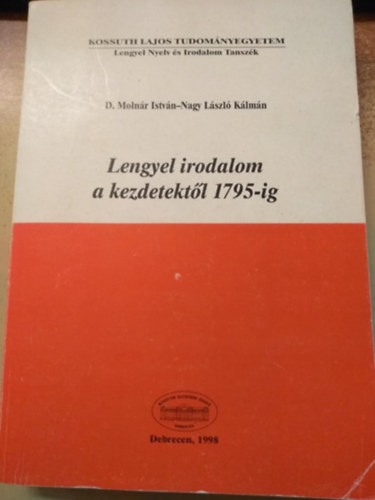 KOSSUTH LAJOS TUDOMÁNYEGYETEM
Lengyel Nyelv és Irodalom Tanszék
D. Molnár István–Nagy László Kálmán
Lengyel irodalom
a kezdetektől 1795-ig
Debrecen, 1998